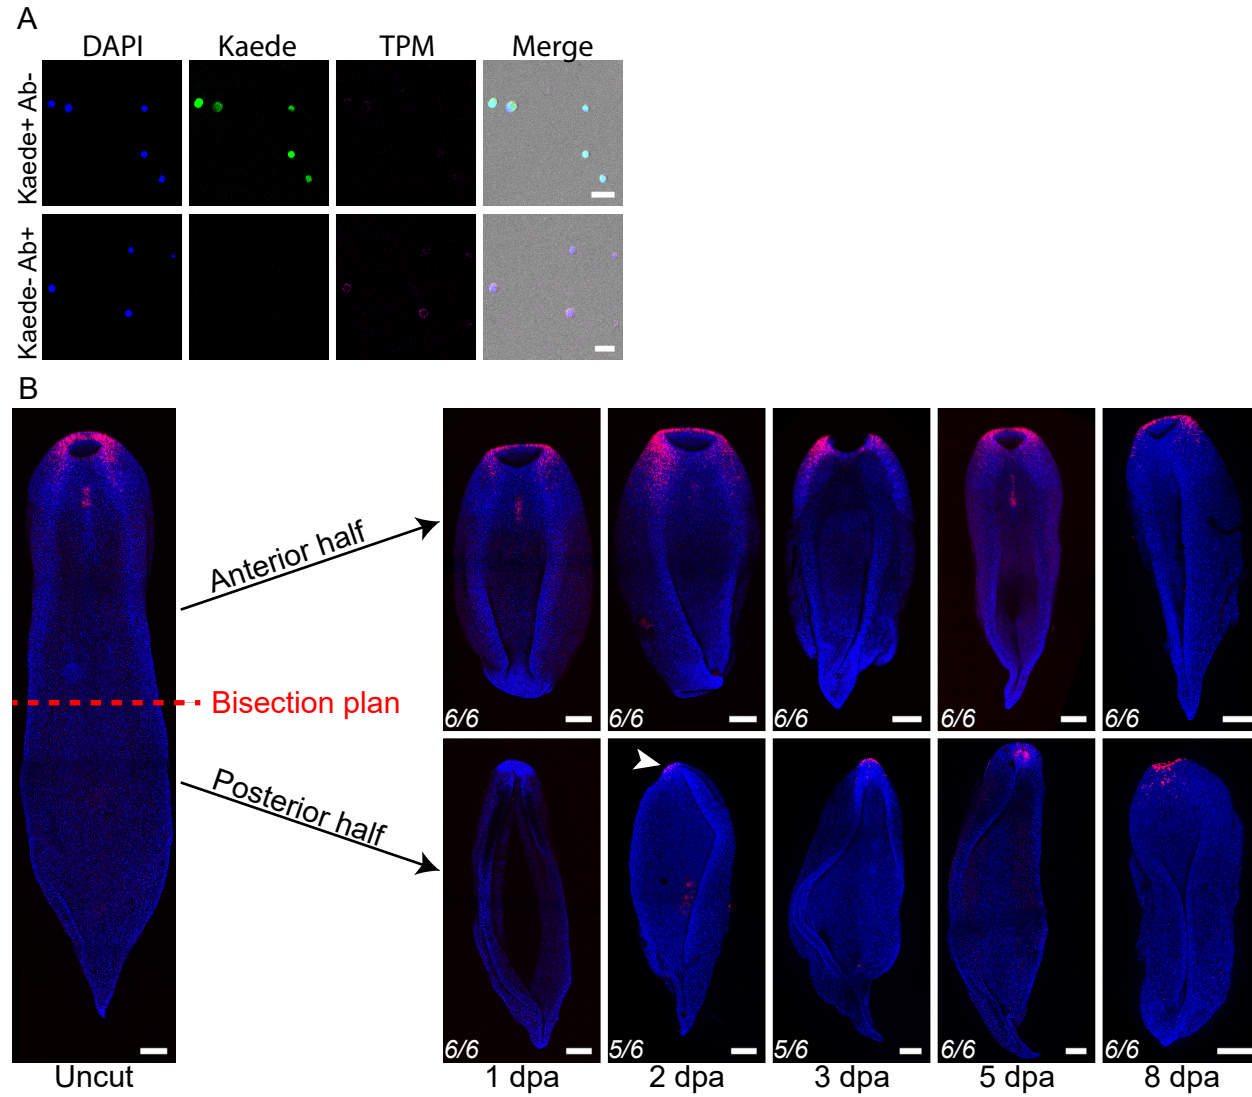 A
DAPI Kaede TPM Merge
Kaede+ Ab-
Kaede- Ab+
B
Anterior half
Bisection plan
Posterior half
6/6 6/6 6/6 6/6 6/6
6/6 5/6 5/6 6/6 6/6
Uncut 1 dpa 2 dpa 3 dpa 5 dpa 8 dpa